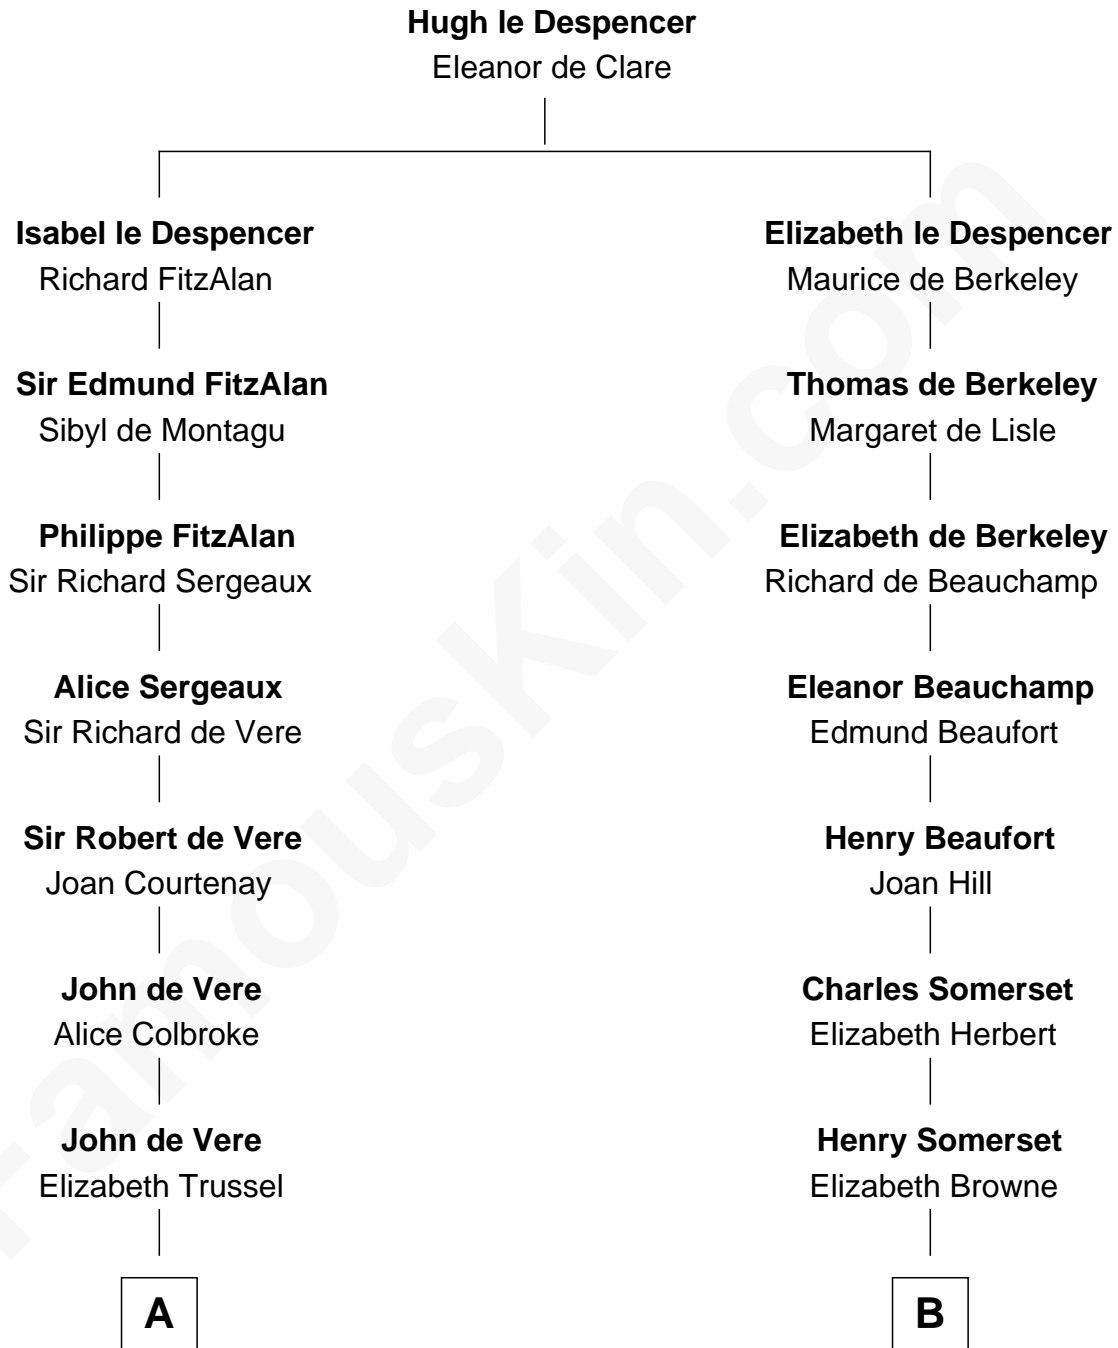 Hugh le Despencer
Eleanor de Clare
Isabel le Despencer
Richard FitzAlan
Sir Edmund FitzAlan
Sibyl de Montagu
Philippe FitzAlan
Sir Richard Sergeaux
Alice Sergeaux
Sir Richard de Vere
Sir Robert de Vere
Joan Courtenay
John de Vere
Alice Colbroke
John de Vere
Elizabeth Trussel
A
Elizabeth le Despencer
Maurice de Berkeley
Thomas de Berkeley
Margaret de Lisle
Elizabeth de Berkeley
Richard de Beauchamp
Eleanor Beauchamp
Edmund Beaufort
Henry Beaufort
Joan Hill
Charles Somerset
Elizabeth Herbert
Henry Somerset
Elizabeth Browne
B
FamousKin.com